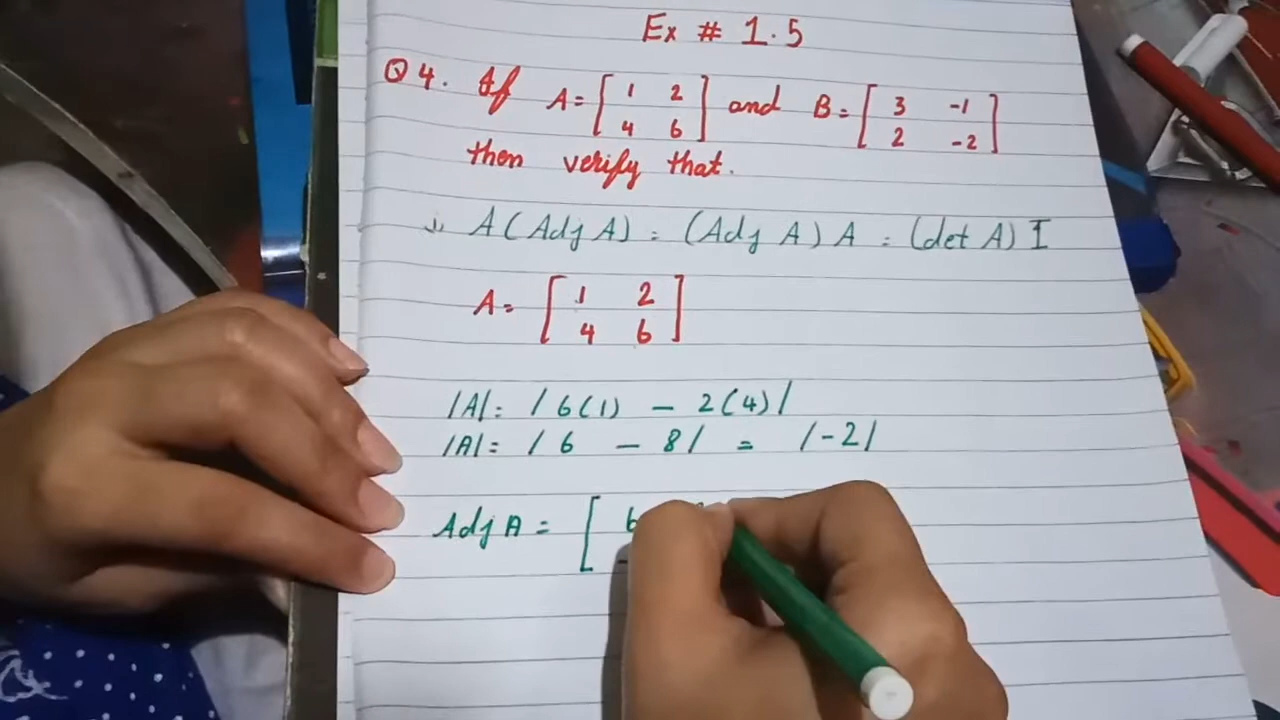 Ex # 1.5
Q4. If A = [ 1 2 and B = [ 3 -1 ]
4 6 ] 2 -2 ]
then verify that.
i, A(Adj A) = (Adj A) A = (det A) I
A = [ 1 2 ]
4 6
|A| = | 6(1) - 2(4) |
|A| = | 6 - 8 | = |-2|
Adj A = [ 6